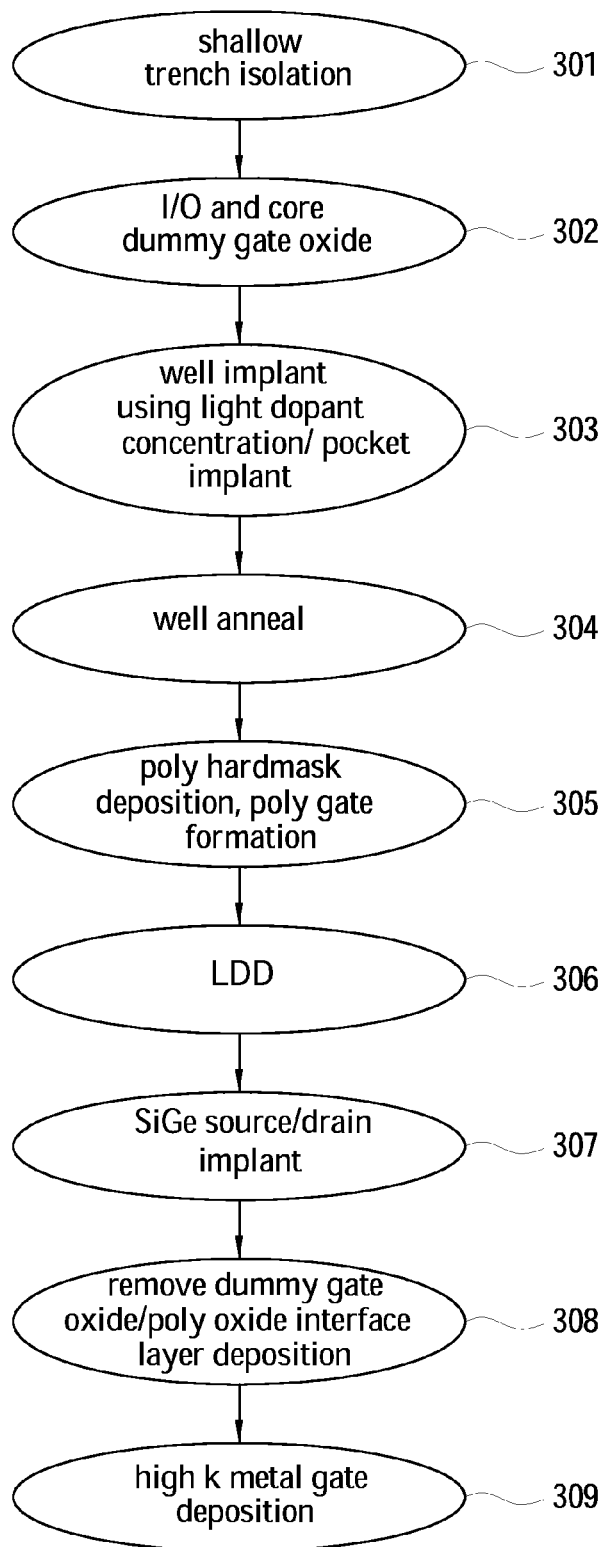 shallow
trench isolation
301
I/O and core
dummy gate oxide
302
well implant
using light dopant
concentration/ pocket
implant
303
well anneal
304
poly hardmask
deposition, poly gate
formation
305
LDD
306
SiGe source/drain
implant
307
remove dummy gate
oxide/poly oxide interface
layer deposition
308
high k metal gate
deposition
309